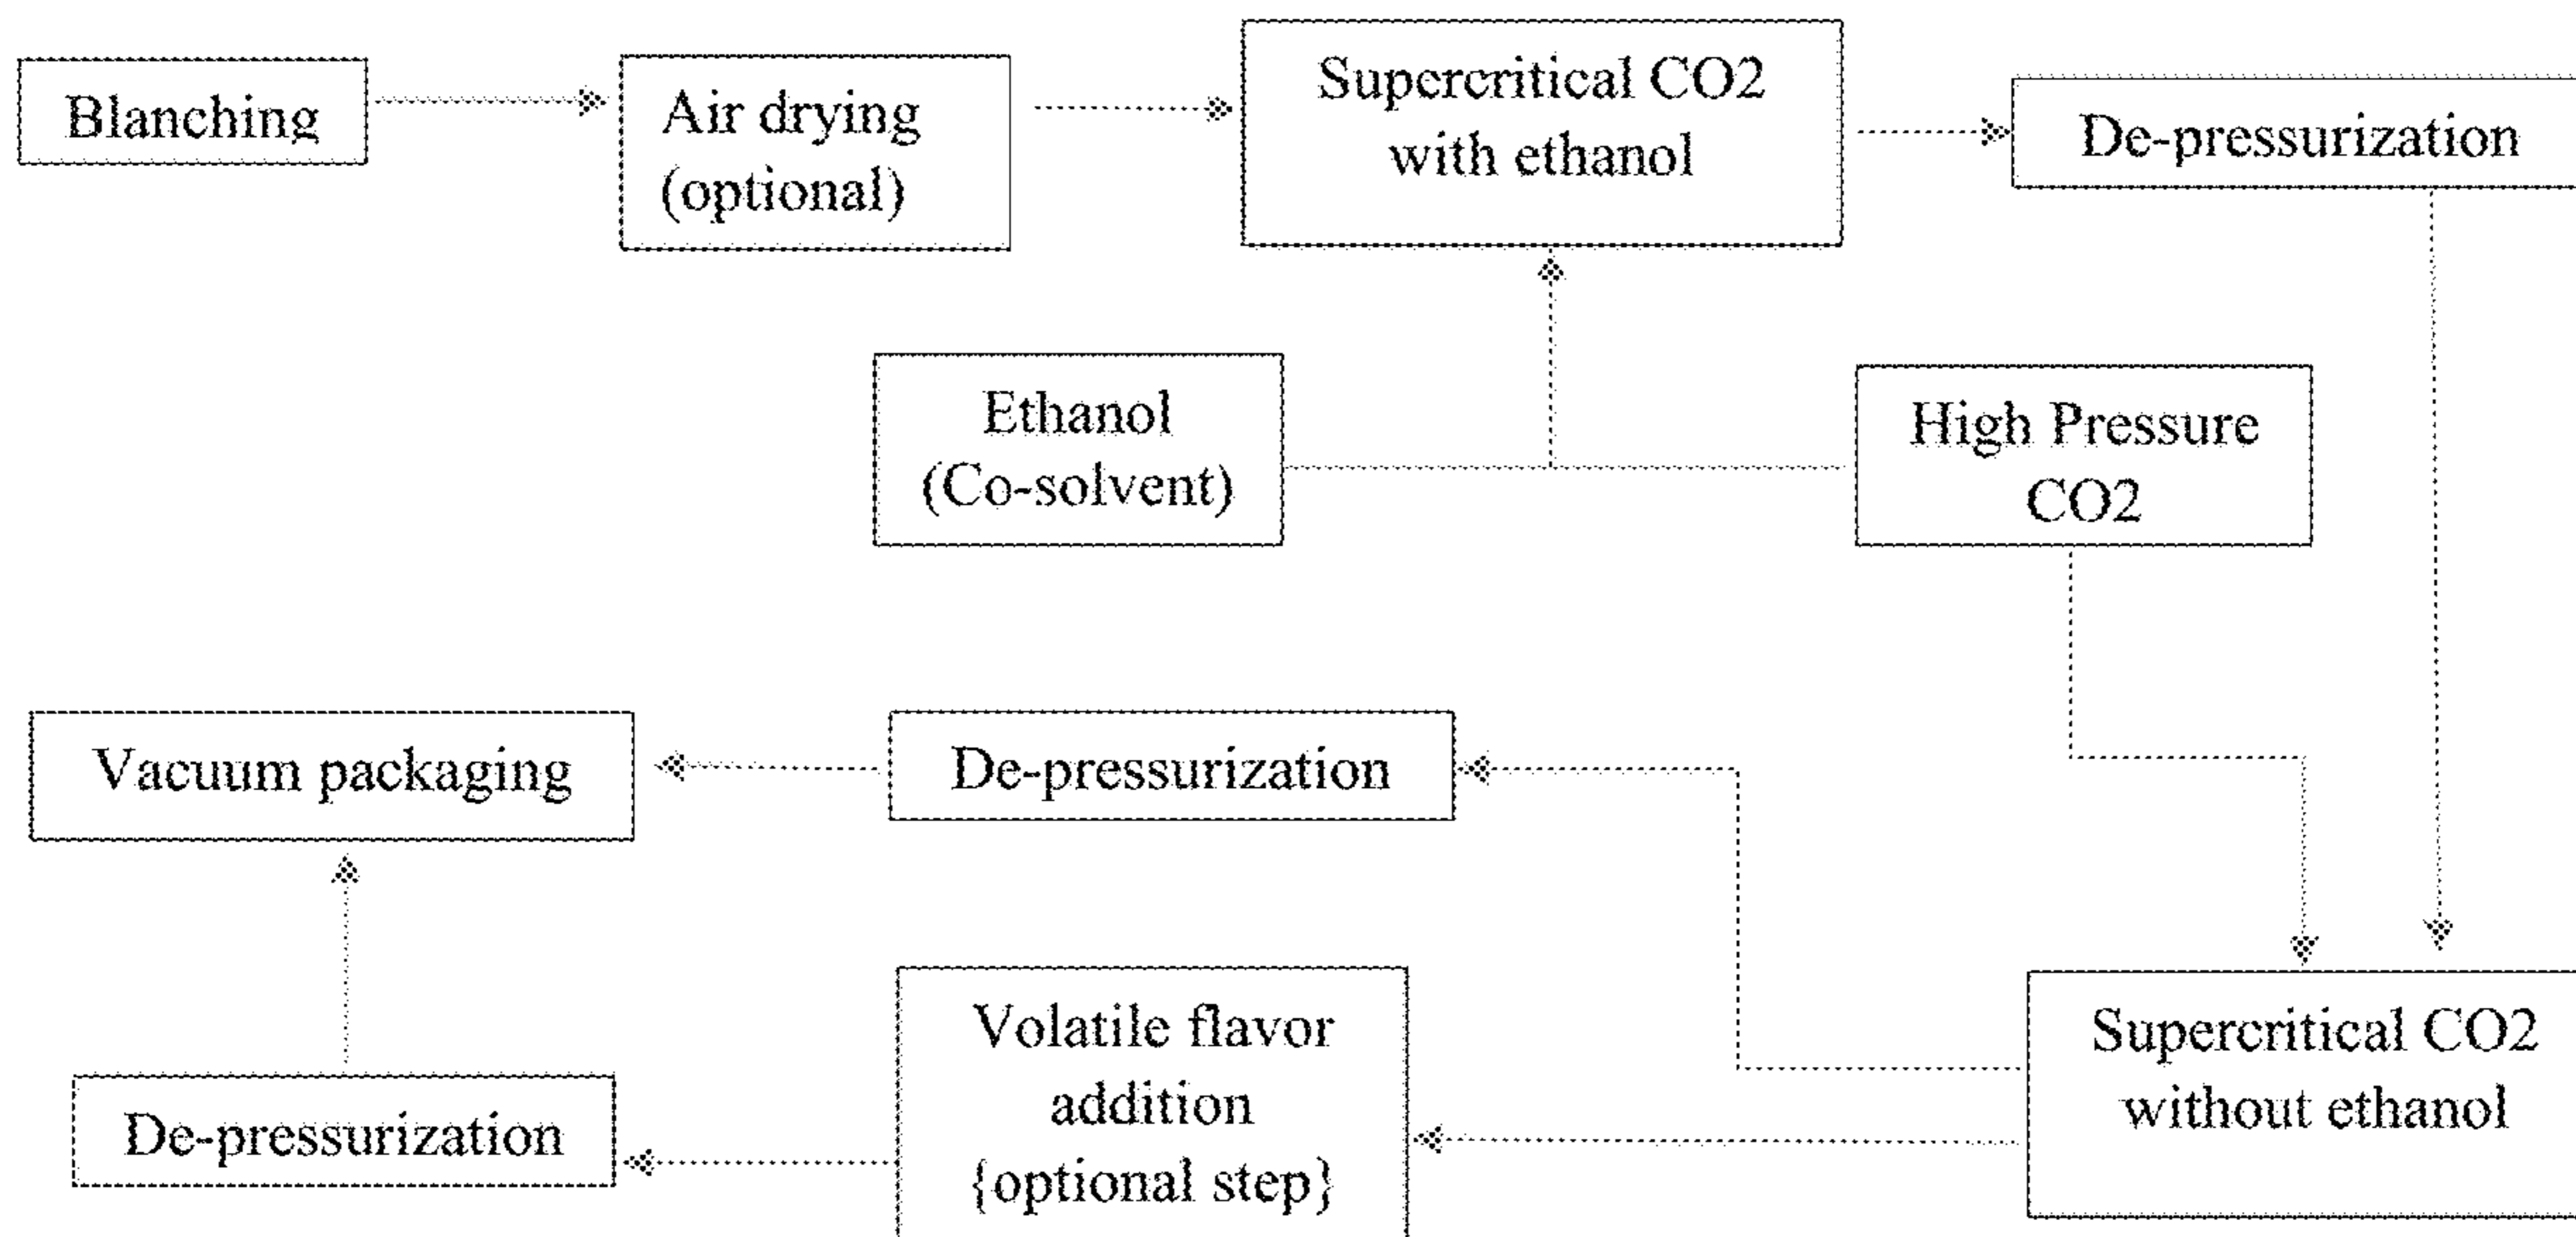 Blanching
Air drying
(optional)
Supercritical CO2
with ethanol
De-pressurization
Ethanol
(Co-solvent)
High Pressure
CO2
Vacuum packaging
De-pressurization
De-pressurization
Volatile flavor
addition
{optional step}
Supercritical CO2
without ethanol